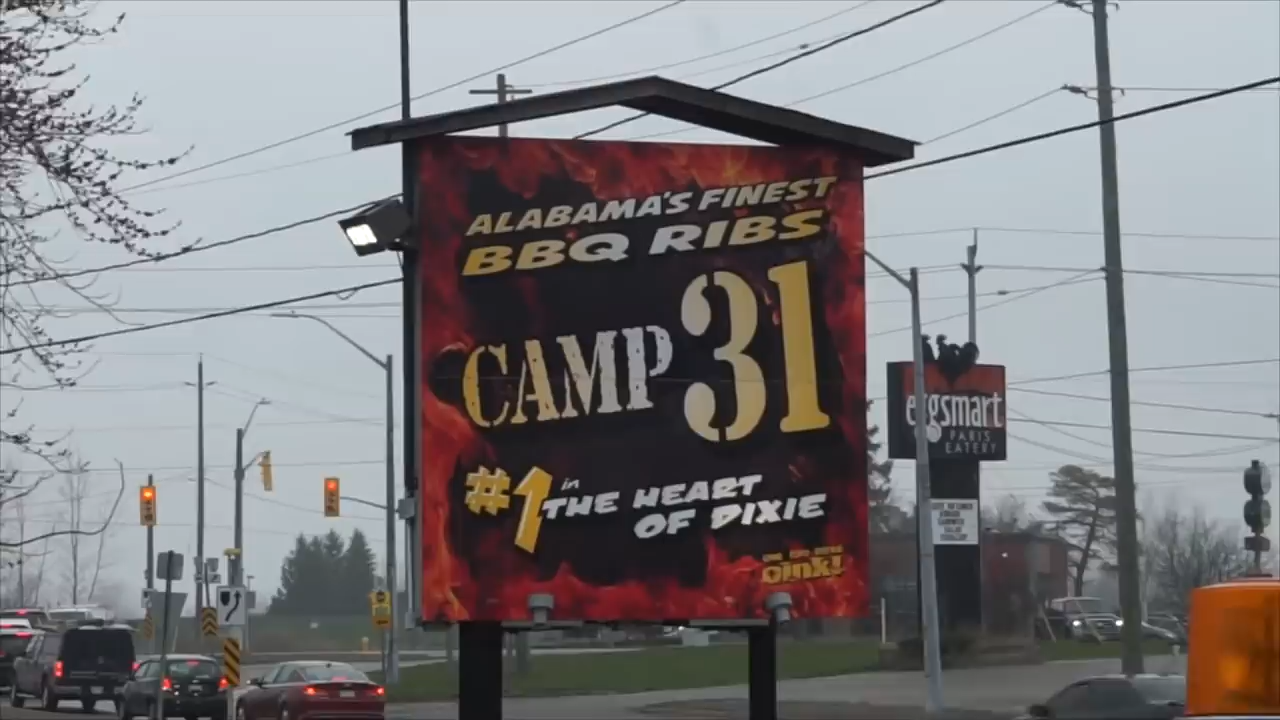 ALABAMA'S FINEST
BBQ RIBS
CAMP 31
#1 in THE HEART
OF DIXIE
oink!
eggsmart
PARIS
EATERY